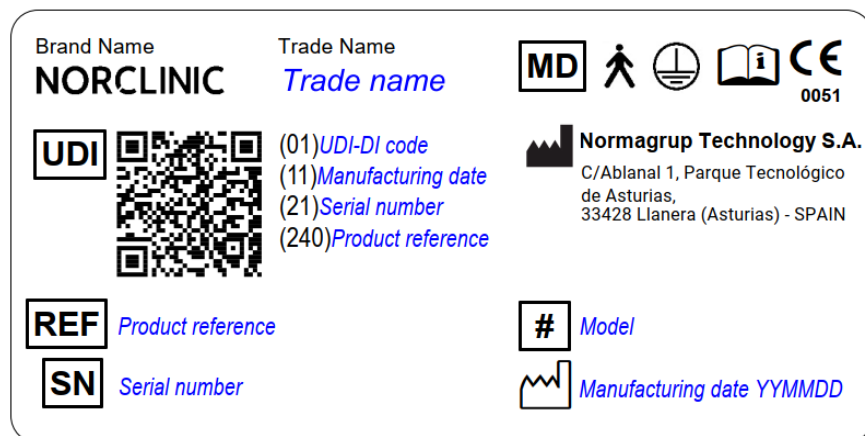 Brand Name
NORCLINIC
Trade Name
Trade name
MD
i
CE
0051
UDI
(01)UDI-DI code
(11)Manufacturing date
(21)Serial number
(240)Product reference
Normagrup Technology S.A.
C/Ablanal 1, Parque Tecnológico
de Asturias,
33428 Llanera (Asturias) - SPAIN
REF Product reference
# Model
SN Serial number
Manufacturing date YYMMDD